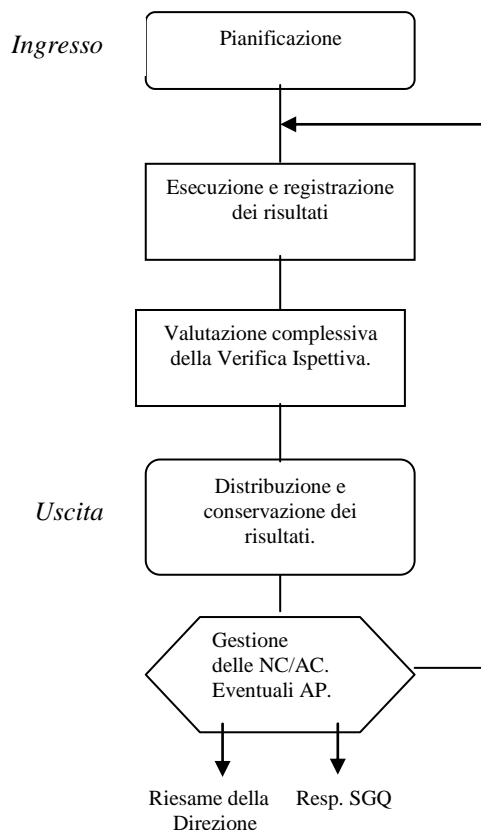 Ingresso
Pianificazione
Esecuzione e registrazione
dei risultati
Valutazione complessiva
della Verifica Ispettiva.
Uscita
Distribuzione e
conservazione dei
risultati.
Gestione
delle NC/AC.
Eventuali AP.
Riesame della
Direzione
Resp. SGQ